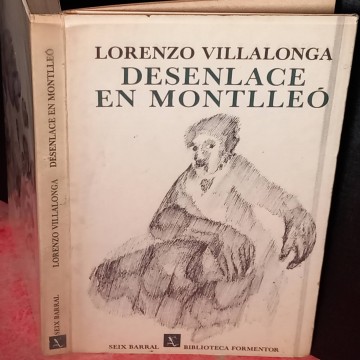 LORENZO VILLALONGA
DESENLACE
EN MONTLLEÓ
SEIX BARRAL
BIBLIOTECA FORMENTOR
SEIX BARRAL
LORENZO VILLALONGA
DESENLACE EN MONTLLEÓ